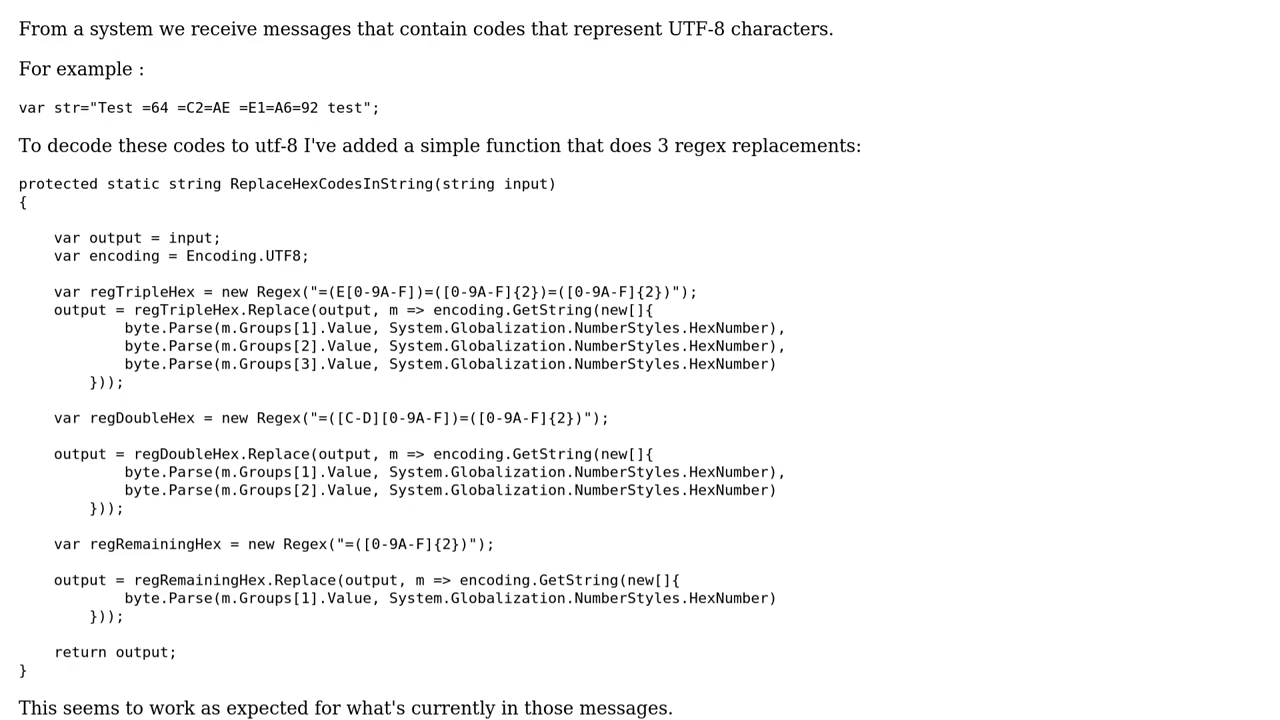 From a system we receive messages that contain codes that represent UTF-8 characters.
For example :
var str="Test =64 =C2=AE =E1=A6=92 test";
To decode these codes to utf-8 I've added a simple function that does 3 regex replacements:
protected static string ReplaceHexCodesInString(string input)
{
    var output = input;
    var encoding = Encoding.UTF8;
    var regTripleHex = new Regex("=(E[0-9A-F])=([0-9A-F]{2})=([0-9A-F]{2})");
    output = regTripleHex.Replace(output, m => encoding.GetString(new[]{
            byte.Parse(m.Groups[1].Value, System.Globalization.NumberStyles.HexNumber),
            byte.Parse(m.Groups[2].Value, System.Globalization.NumberStyles.HexNumber),
            byte.Parse(m.Groups[3].Value, System.Globalization.NumberStyles.HexNumber)
        }));
    var regDoubleHex = new Regex("=([C-D][0-9A-F])=([0-9A-F]{2})");
    output = regDoubleHex.Replace(output, m => encoding.GetString(new[]{
            byte.Parse(m.Groups[1].Value, System.Globalization.NumberStyles.HexNumber),
            byte.Parse(m.Groups[2].Value, System.Globalization.NumberStyles.HexNumber)
        }));
    var regRemainingHex = new Regex("=([0-9A-F]{2})");
    output = regRemainingHex.Replace(output, m => encoding.GetString(new[]{
            byte.Parse(m.Groups[1].Value, System.Globalization.NumberStyles.HexNumber)
        }));
    return output;
}
This seems to work as expected for what's currently in those messages.